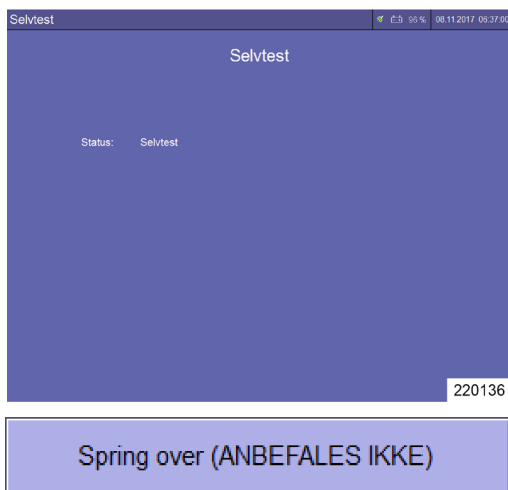 Selvtest 96 % 08.11.2017 06:37:00
Selvtest
Status: Selvtest
220136
Spring over (ANBEFALES IKKE)